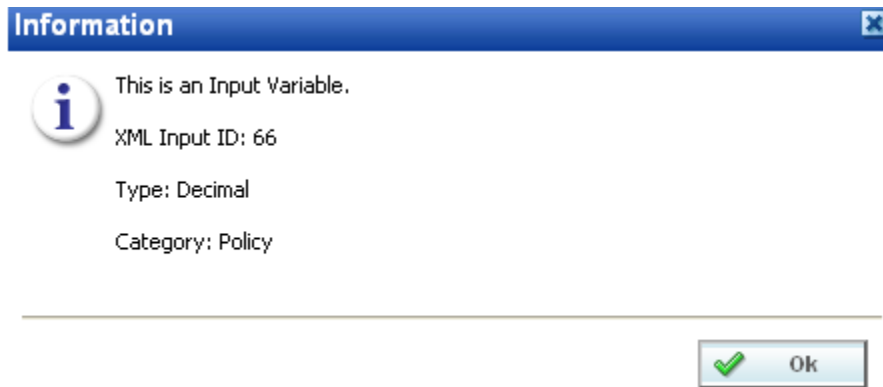 Information
This is an Input Variable.
XML Input ID: 66
Type: Decimal
Category: Policy
Ok